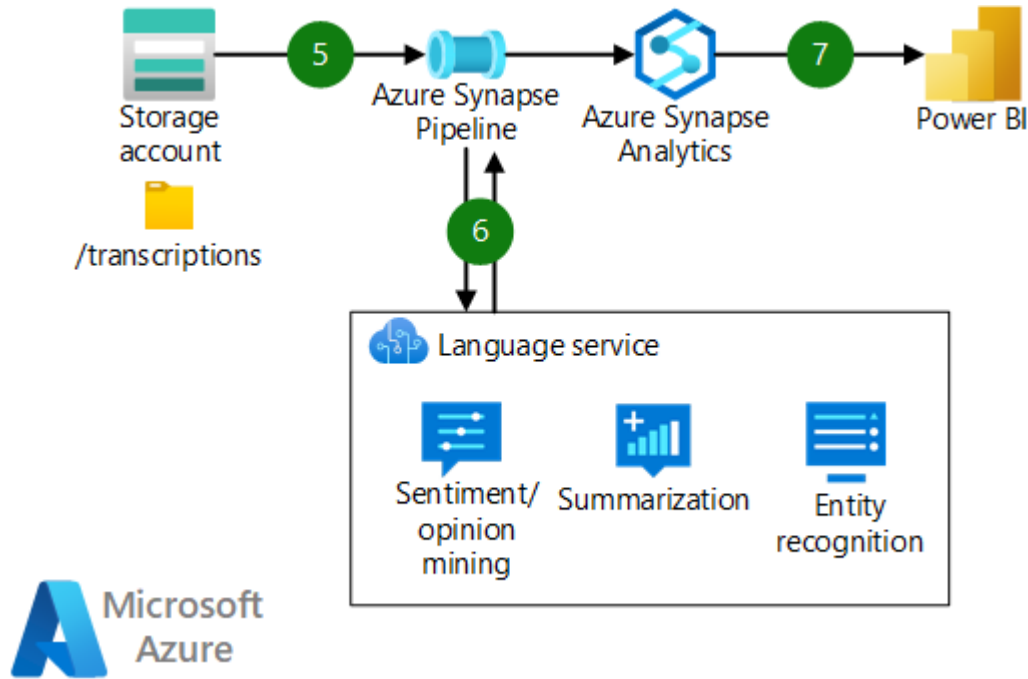 5
7
Storage
account
Azure Synapse
Pipeline
Azure Synapse
Analytics
Power BI
/transcriptions
6
Language service
Sentiment/
opinion
mining
Summarization
Entity
recognition
Microsoft
Azure